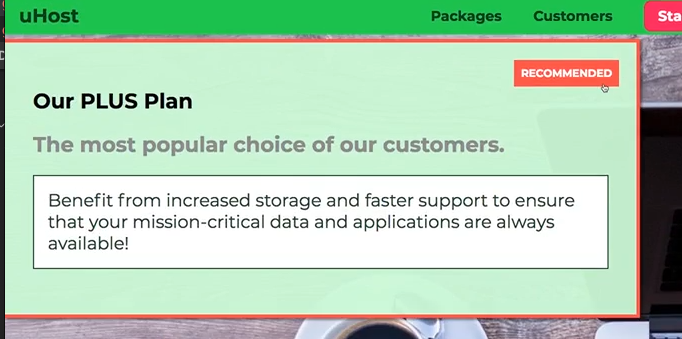 uHost
Packages
Customers
Sta
RECOMMENDED
Our PLUS Plan
The most popular choice of our customers.
Benefit from increased storage and faster support to ensure
that your mission-critical data and applications are always
available!